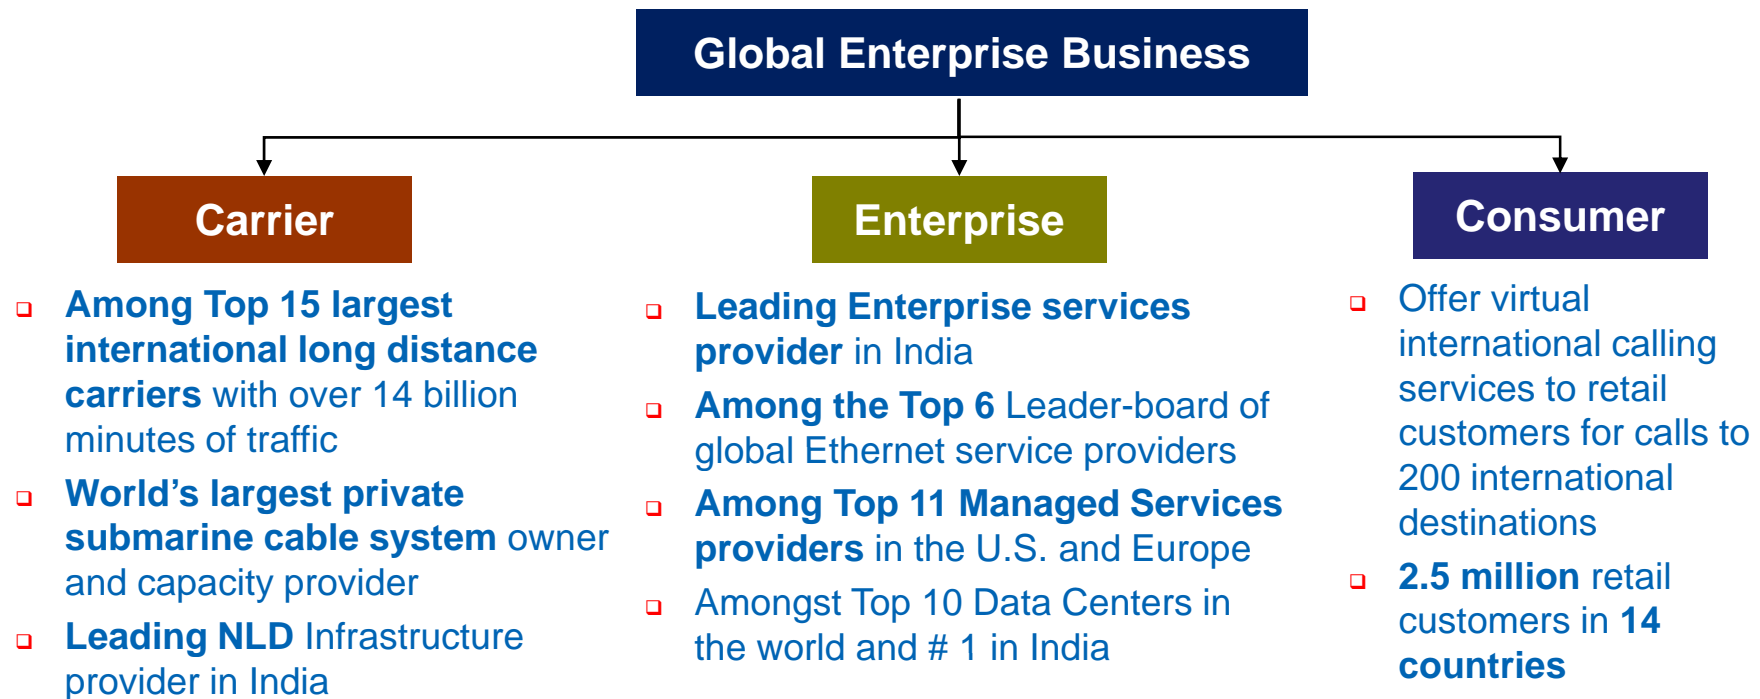 Global Enterprise Business
Carrier
Among Top 15 largest
international long distance
carriers with over 14 billion
minutes of traffic
World’s largest private
submarine cable system owner
and capacity provider
Leading NLD Infrastructure
provider in India
Enterprise
Leading Enterprise services
provider in India
Among the Top 6 Leader-board of
global Ethernet service providers
Among Top 11 Managed Services
providers in the U.S. and Europe
Amongst Top 10 Data Centers in
the world and # 1 in India
Consumer
Offer virtual
international calling
services to retail
customers for calls to
200 international
destinations
2.5 million retail
customers in 14
countries